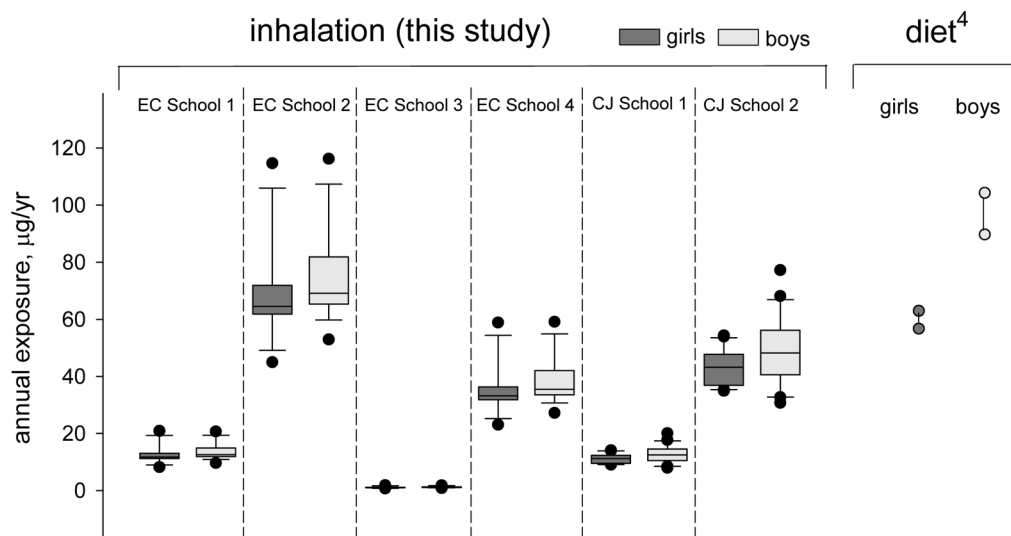 inhalation (this study)
girls boys
diet4
EC School 1 EC School 2 EC School 3 EC School 4 CJ School 1 CJ School 2
girls boys
annual exposure, µg/yr
120
100
80
60
40
20
0